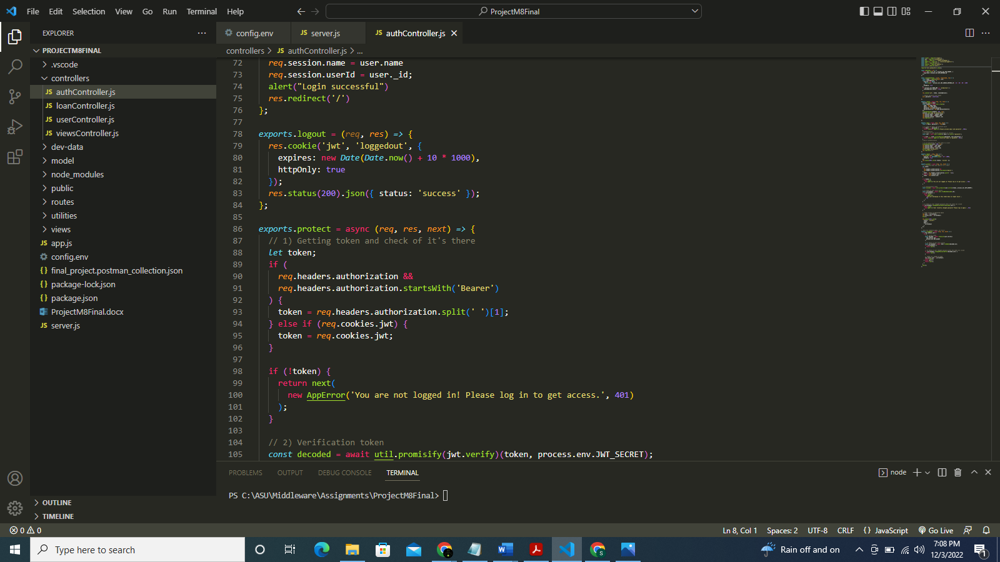 File Edit Selection View Go Run Terminal Help
ProjectM8Final
EXPLORER
PROJECTM8FINAL
.vscode
controllers
JS authController.js
JS loanController.js
JS userController.js
JS viewsController.js
dev-data
model
node_modules
public
routes
utilities
views
JS app.js
config.env
{} final_project.postman_collection.json
{} package-lock.json
{} package.json
ProjectM8Final.docx
JS server.js
OUTLINE
TIMELINE
config.env JS server.js JS authController.js
controllers > JS authController.js > ...
72 req.session.name = user.name
73 req.session.userId = user._id;
74 alert("Login successful")
75 res.redirect('/')
76 };
77
78 exports.logout = (req, res) => {
79 res.cookie('jwt', 'loggedout', {
80 expires: new Date(Date.now() + 10 * 1000),
81 httpOnly: true
82 });
83 res.status(200).json({ status: 'success' });
84 };
85
86 exports.protect = async (req, res, next) => {
87 // 1) Getting token and check of it's there
88 let token;
89 if (
90 req.headers.authorization &&
91 req.headers.authorization.startsWith('Bearer')
92 ) {
93 token = req.headers.authorization.split(' ')[1];
94 } else if (req.cookies.jwt) {
95 token = req.cookies.jwt;
96 }
97
98 if (!token) {
99 return next(
100 new AppError('You are not logged in! Please log in to get access.', 401)
101 );
102 }
103
104 // 2) Verification token
105 const decoded = await util.promisify(jwt.verify)(token, process.env.JWT_SECRET);
PROBLEMS OUTPUT DEBUG CONSOLE TERMINAL
node
PS C:\ASU\Middleware\Assignments\ProjectM8Final>
0 0
Ln 8, Col 1 Spaces: 2 UTF-8 CRLF {} JavaScript Go Live
Type here to search
Rain off and on
7:08 PM
12/3/2022
1